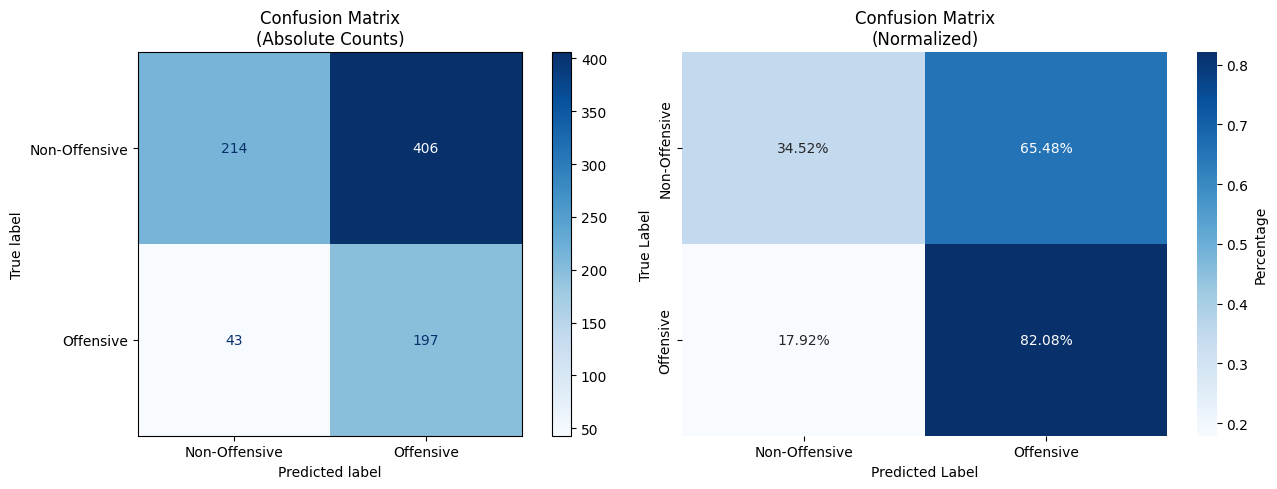 Confusion Matrix
(Absolute Counts)
True label
Non-Offensive
Offensive
214
406
43
197
Non-Offensive
Offensive
Predicted label
400
350
300
250
200
150
100
50
Confusion Matrix
(Normalized)
True Label
Non-Offensive
Offensive
34.52%
65.48%
17.92%
82.08%
Non-Offensive
Offensive
Predicted Label
0.8
0.7
0.6
0.5
0.4
0.3
0.2
Percentage